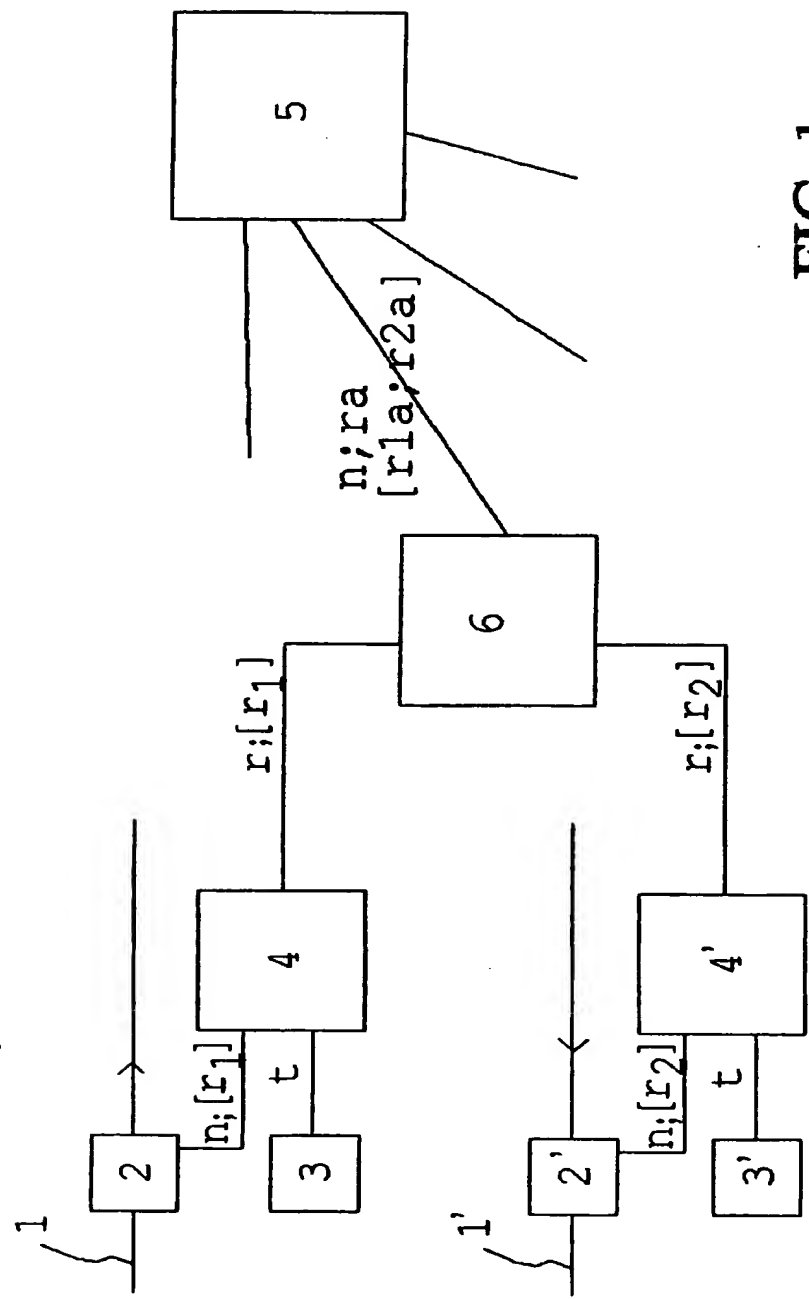 1
2
n;[r₁]
t
3
4
r;[r₁]
5
n;ra
[r1a;r2a]
6
1'
2'
n;[r₂]
t
3'
4'
r;[r₂]
FIG. 1